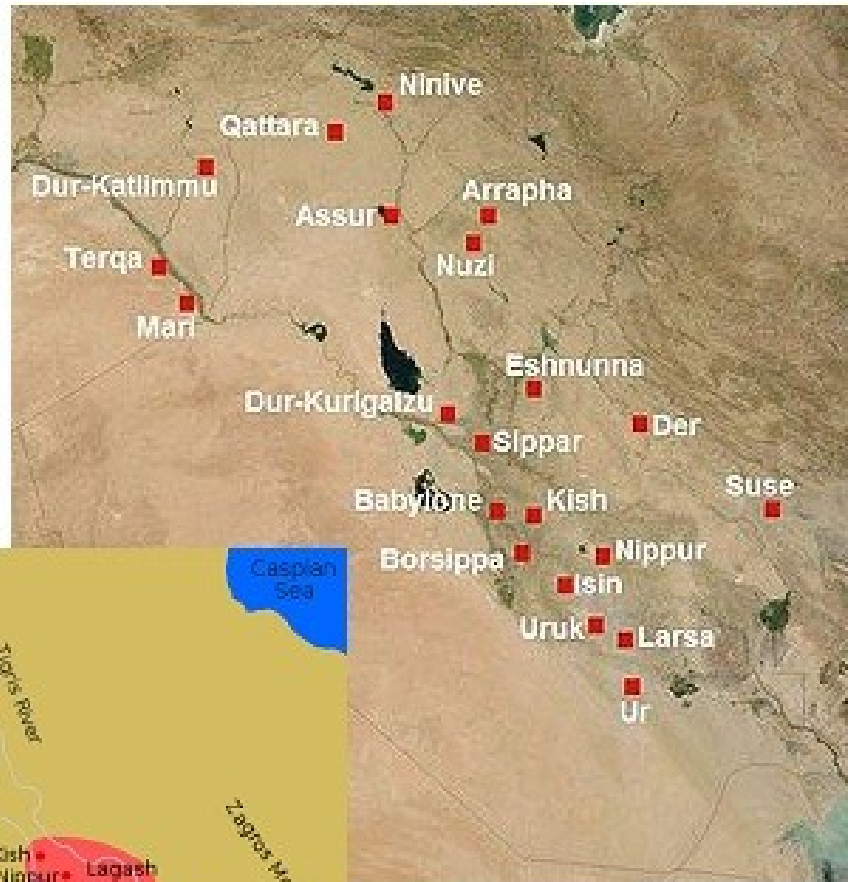 Ninive
Qattara
Dur-Katlimmu
Arrapha
Assur
Terqa
Nuzi
Mari
Eshnunna
Dur-Kurigalzu
Der
Sippar
Suse
Babylone
Kish
Borsippa
Nippur
Isin
Uruk
Larsa
Ur
Caspian
Sea
Tigris River
Zagros
Lagash
Nippur